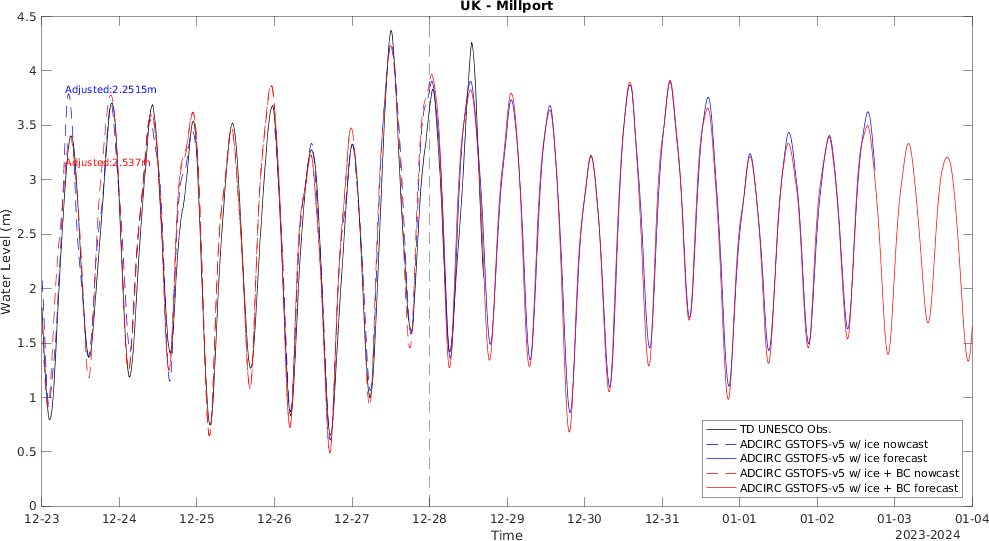 UK - Millport
4.5
4
3.5
3
2.5
2
1.5
1
0.5
0
Water Level (m)
Adjusted:2.2515m
Adjusted:2.537m
TD UNESCO Obs.
ADCIRC GSTOFS-v5 w/ ice nowcast
ADCIRC GSTOFS-v5 w/ ice forecast
ADCIRC GSTOFS-v5 w/ ice + BC nowcast
ADCIRC GSTOFS-v5 w/ ice + BC forecast
12-23 12-24 12-25 12-26 12-27 12-28 12-29 12-30 12-31 01-01 01-02 01-03 01-04
Time
2023-2024